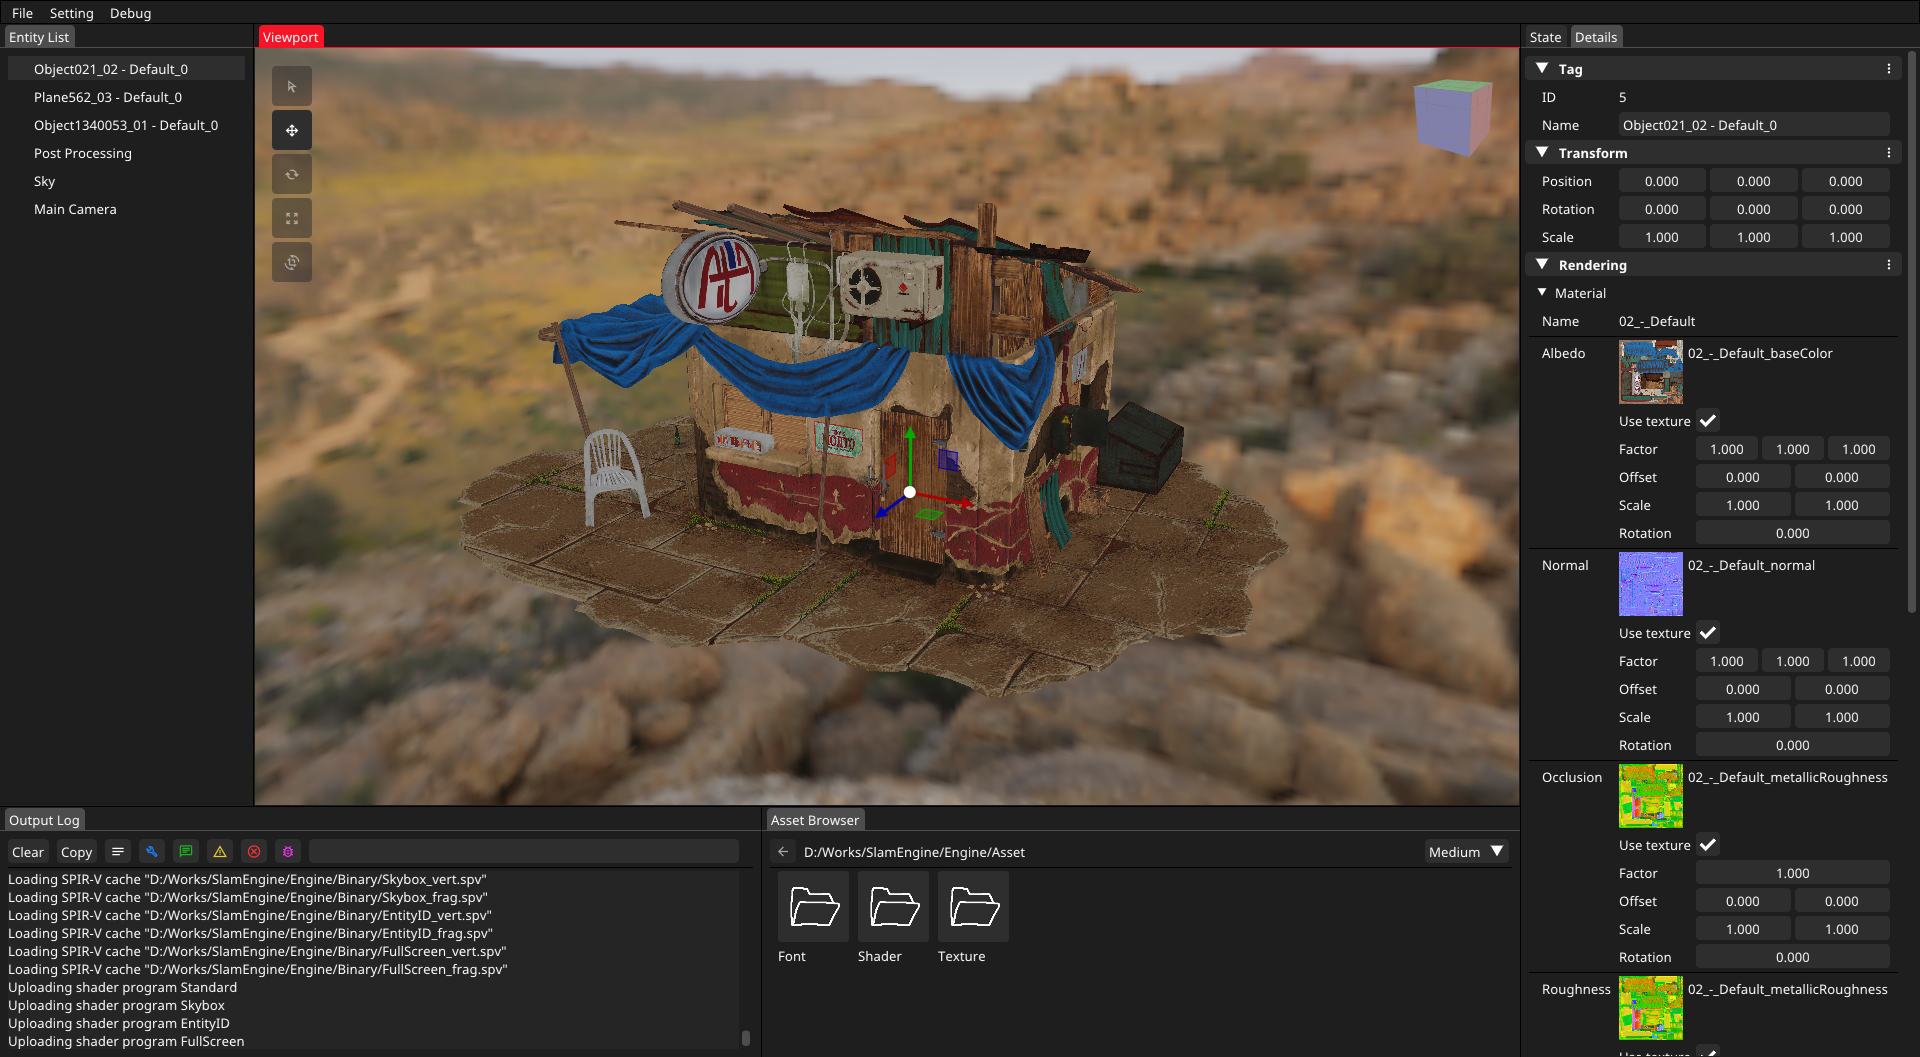 File Setting Debug
Entity List
Object021_02 - Default_0
Plane562_03 - Default_0
Object1340053_01 - Default_0
Post Processing
Sky
Main Camera
Viewport
State Details
Tag
ID 5
Name Object021_02 - Default_0
Transform
Position 0.000 0.000 0.000
Rotation 0.000 0.000 0.000
Scale 1.000 1.000 1.000
Rendering
Material
Name 02_-_Default
Albedo 02_-_Default_baseColor
Use texture
Factor 1.000 1.000 1.000
Offset 0.000 0.000
Scale 1.000 1.000
Rotation 0.000
Normal 02_-_Default_normal
Use texture
Factor 1.000 1.000 1.000
Offset 0.000 0.000
Scale 1.000 1.000
Rotation 0.000
Occlusion 02_-_Default_metallicRoughness
Use texture
Factor 1.000
Offset 0.000 0.000
Scale 1.000 1.000
Rotation 0.000
Roughness 02_-_Default_metallicRoughness
Output Log
Clear Copy
Loading SPIR-V cache "D:/Works/SlamEngine/Engine/Binary/Skybox_vert.spv"
Loading SPIR-V cache "D:/Works/SlamEngine/Engine/Binary/Skybox_frag.spv"
Loading SPIR-V cache "D:/Works/SlamEngine/Engine/Binary/EntityID_vert.spv"
Loading SPIR-V cache "D:/Works/SlamEngine/Engine/Binary/EntityID_frag.spv"
Loading SPIR-V cache "D:/Works/SlamEngine/Engine/Binary/FullScreen_vert.spv"
Loading SPIR-V cache "D:/Works/SlamEngine/Engine/Binary/FullScreen_frag.spv"
Uploading shader program Standard
Uploading shader program Skybox
Uploading shader program EntityID
Uploading shader program FullScreen
Asset Browser
D:/Works/SlamEngine/Engine/Asset Medium
Font Shader Texture